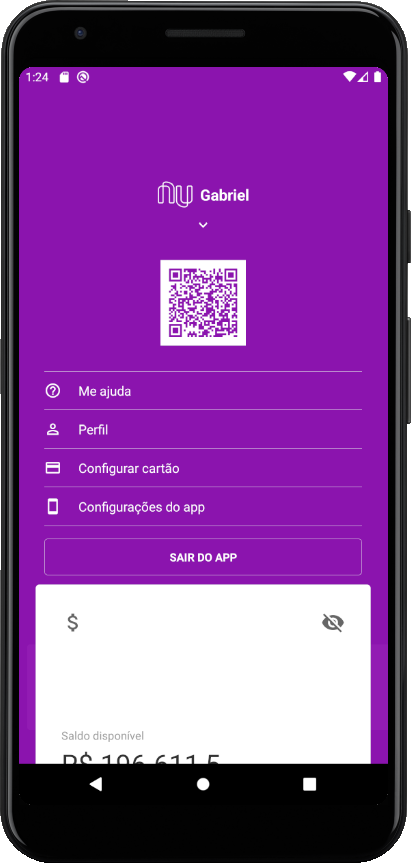 1:24
nu Gabriel
Me ajuda
Perfil
Configurar cartão
Configurações do app
SAIR DO APP
$
Saldo disponível
R$ 196.611,5